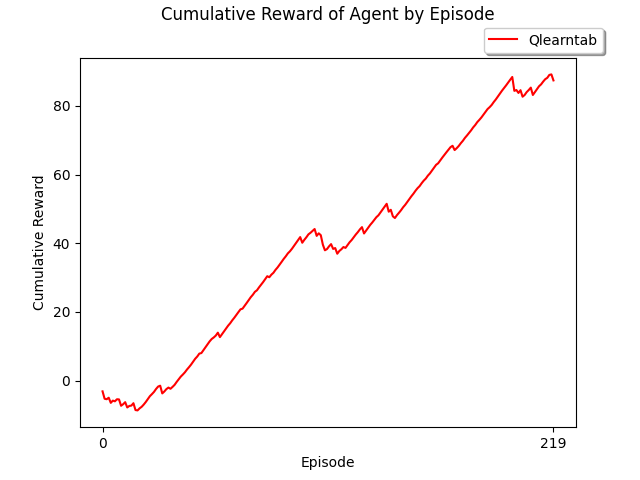 Cumulative Reward of Agent by Episode
Qlearntab
80
60
40
20
0
Cumulative Reward
0 219
Episode